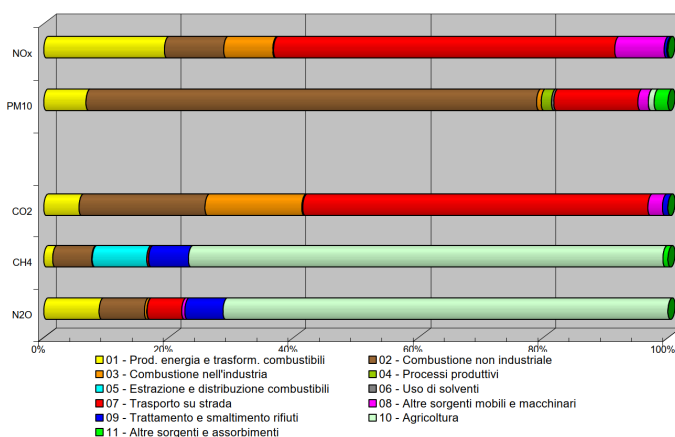 NOx
PM10
CO2
CH4
N2O
0% 20% 40% 60% 80% 100%
01 - Prod. energia e trasform. combustibili
02 - Combustione non industriale
03 - Combustione nell'industria
04 - Processi produttivi
05 - Estrazione e distribuzione combustibili
06 - Uso di solventi
07 - Trasporto su strada
08 - Altre sorgenti mobili e macchinari
09 - Trattamento e smaltimento rifiuti
10 - Agricoltura
11 - Altre sorgenti e assorbimenti